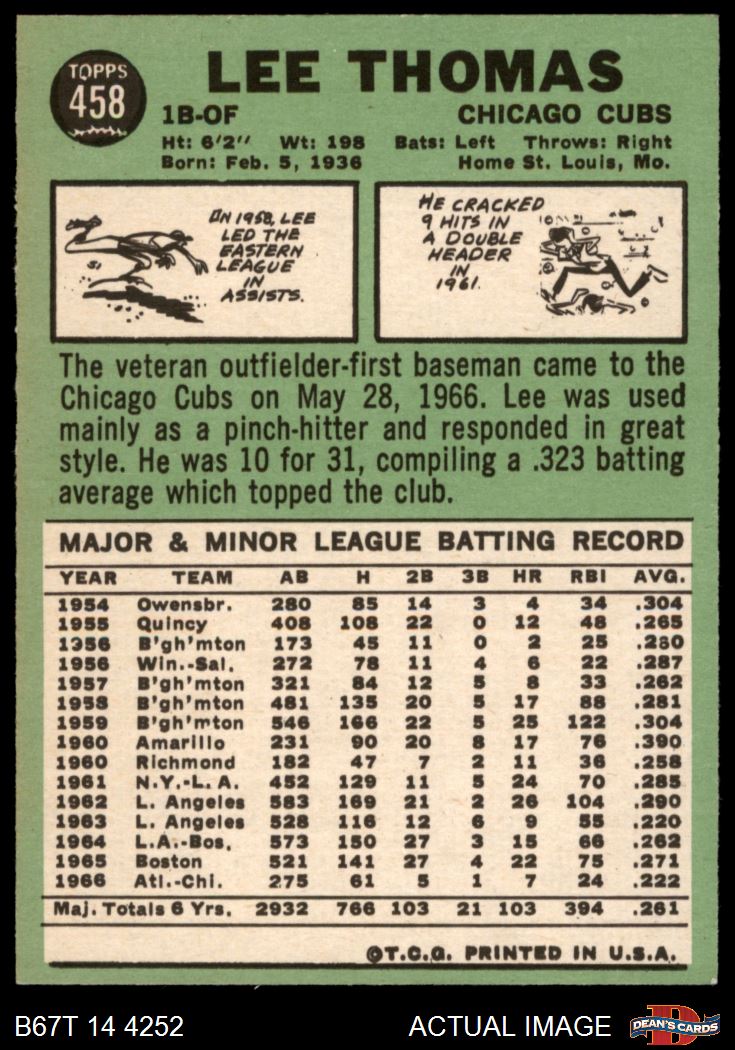 TOPPS
458
LEE THOMAS
1B-OF CHICAGO CUBS
Ht: 6'2" Wt: 198 Bats: Left Throws: Right
Born: Feb. 5, 1936 Home St. Louis, Mo.
IN 1958, LEE
LED THE
EASTERN
LEAGUE
IN
ASSISTS.
HE CRACKED
9 HITS IN
A DOUBLE
HEADER
IN
1961.
The veteran outfielder-first baseman came to the
Chicago Cubs on May 28, 1966. Lee was used
mainly as a pinch-hitter and responded in great
style. He was 10 for 31, compiling a .323 batting
average which topped the club.
MAJOR & MINOR LEAGUE BATTING RECORD
YEAR TEAM AB H 2B 3B HR RBI AVG.
1954 Owensbr. 280 85 14 3 4 34 .304
1955 Quincy 408 108 22 0 12 48 .265
1956 B'gh'mton 173 45 11 0 2 25 .260
1956 Win.-Sal. 272 78 11 4 6 22 .287
1957 B'gh'mton 321 84 12 5 8 33 .262
1958 B'gh'mton 481 135 20 5 17 88 .281
1959 B'gh'mton 546 166 22 5 25 122 .304
1960 Amarillo 231 90 20 8 17 76 .390
1960 Richmond 182 47 7 2 11 36 .258
1961 N.Y.-L.A. 452 129 11 5 24 70 .285
1962 L. Angeles 583 169 21 2 26 104 .290
1963 L. Angeles 528 116 12 6 9 55 .220
1964 L.A.-Bos. 573 150 27 3 15 66 .262
1965 Boston 521 141 27 4 22 75 .271
1966 Atl.-Chi. 275 61 5 1 7 24 .222
Maj. Totals 6 Yrs. 2932 766 103 21 103 394 .261
©T.C.G. PRINTED IN U.S.A.
B67T 14 4252 ACTUAL IMAGE DEAN'S CARDS